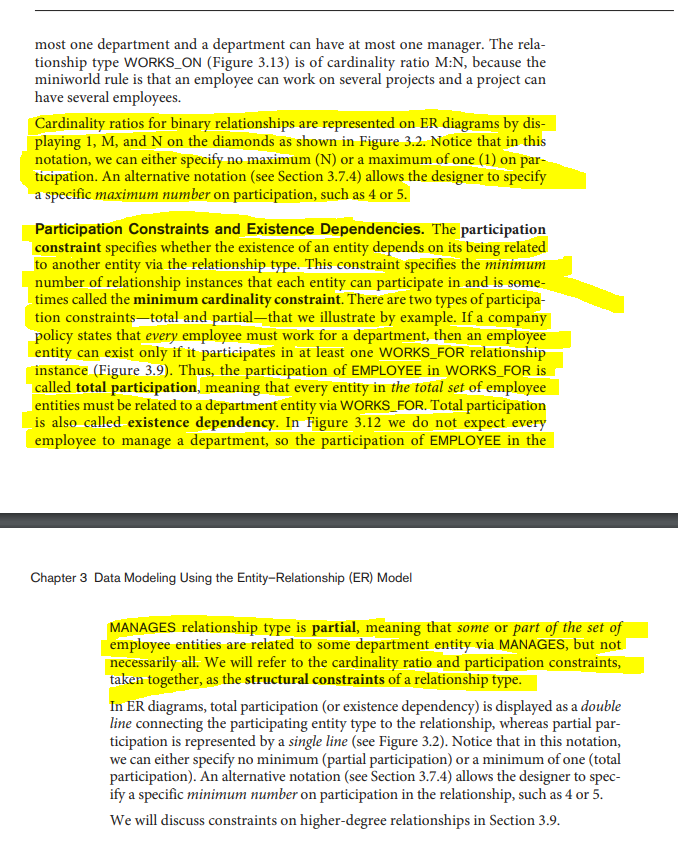 most one department and a department can have at most one manager. The rela-
tionship type WORKS_ON (Figure 3.13) is of cardinality ratio M:N, because the
miniworld rule is that an employee can work on several projects and a project can
have several employees.
Cardinality ratios for binary relationships are represented on ER diagrams by dis-
playing 1, M, and N on the diamonds as shown in Figure 3.2. Notice that in this
notation, we can either specify no maximum (N) or a maximum of one (1) on par-
ticipation. An alternative notation (see Section 3.7.4) allows the designer to specify
a specific maximum number on participation, such as 4 or 5.
Participation Constraints and Existence Dependencies. The participation
constraint specifies whether the existence of an entity depends on its being related
to another entity via the relationship type. This constraint specifies the minimum
number of relationship instances that each entity can participate in and is some-
times called the minimum cardinality constraint. There are two types of participa-
tion constraints—total and partial—that we illustrate by example. If a company
policy states that every employee must work for a department, then an employee
entity can exist only if it participates in at least one WORKS_FOR relationship
instance (Figure 3.9). Thus, the participation of EMPLOYEE in WORKS_FOR is
called total participation, meaning that every entity in the total set of employee
entities must be related to a department entity via WORKS_FOR. Total participation
is also called existence dependency. In Figure 3.12 we do not expect every
employee to manage a department, so the participation of EMPLOYEE in the
Chapter 3 Data Modeling Using the Entity–Relationship (ER) Model
MANAGES relationship type is partial, meaning that some or part of the set of
employee entities are related to some department entity via MANAGES, but not
necessarily all. We will refer to the cardinality ratio and participation constraints,
taken together, as the structural constraints of a relationship type.
In ER diagrams, total participation (or existence dependency) is displayed as a double
line connecting the participating entity type to the relationship, whereas partial par-
ticipation is represented by a single line (see Figure 3.2). Notice that in this notation,
we can either specify no minimum (partial participation) or a minimum of one (total
participation). An alternative notation (see Section 3.7.4) allows the designer to spec-
ify a specific minimum number on participation in the relationship, such as 4 or 5.
We will discuss constraints on higher-degree relationships in Section 3.9.